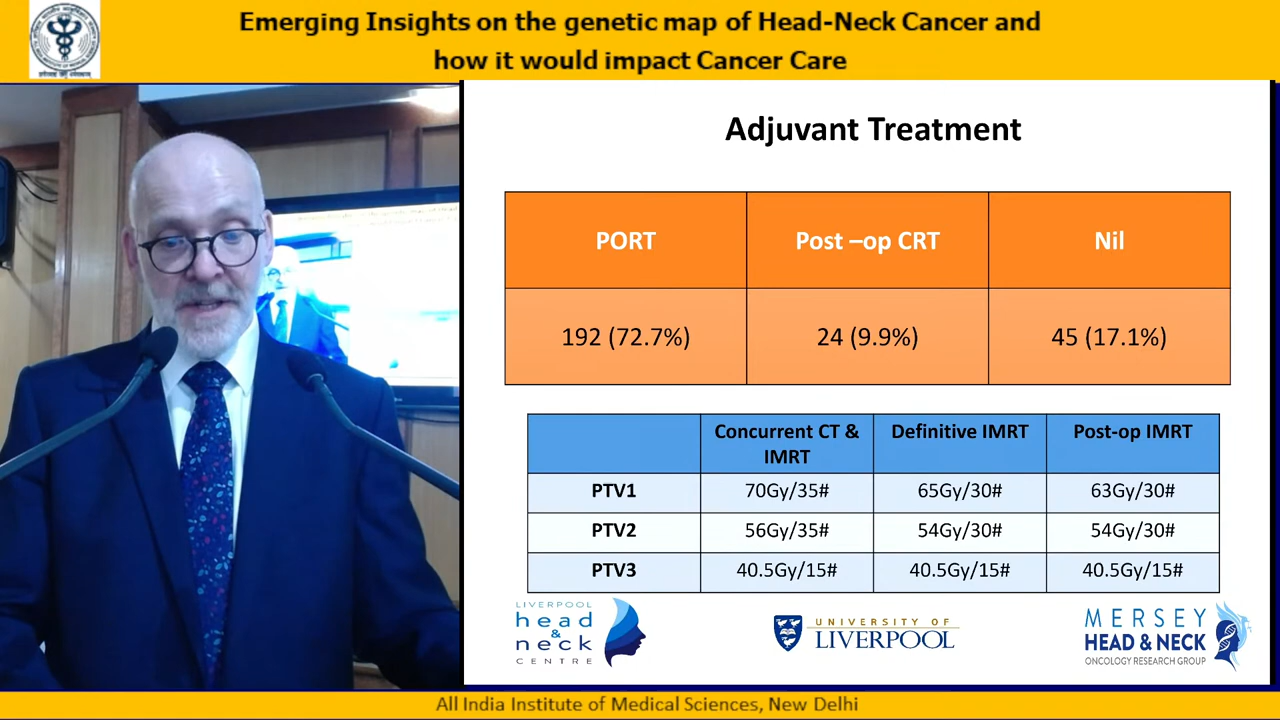 Emerging Insights on the genetic map of Head-Neck Cancer and
how it would impact Cancer Care
Adjuvant Treatment
PORT Post –op CRT Nil
192 (72.7%) 24 (9.9%) 45 (17.1%)
Concurrent CT & IMRT Definitive IMRT Post-op IMRT
PTV1 70Gy/35# 65Gy/30# 63Gy/30#
PTV2 56Gy/35# 54Gy/30# 54Gy/30#
PTV3 40.5Gy/15# 40.5Gy/15# 40.5Gy/15#
LIVERPOOL
head
&
neck
CENTRE
UNIVERSITY OF
LIVERPOOL
MERSEY
HEAD & NECK
ONCOLOGY RESEARCH GROUP
All India Institute of Medical Sciences, New Delhi